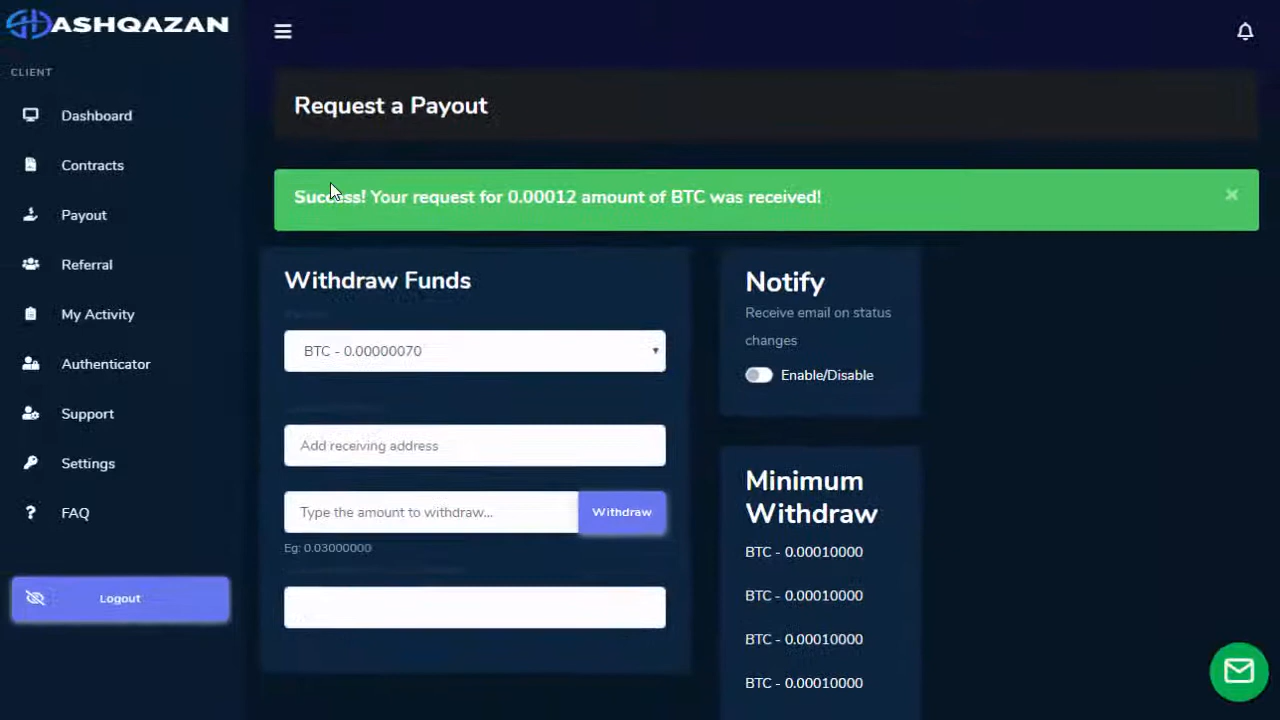 ASHQAZAN
CLIENT
Dashboard
Contracts
Payout
Referral
My Activity
Authenticator
Support
Settings
FAQ
Logout
Request a Payout
Success! Your request for 0.00012 amount of BTC was received!
×
Withdraw Funds
BTC - 0.00000070
Add receiving address
Type the amount to withdraw...
Withdraw
Eg: 0.03000000
Notify
Receive email on status
changes
Enable/Disable
Minimum
Withdraw
BTC - 0.00010000
BTC - 0.00010000
BTC - 0.00010000
BTC - 0.00010000